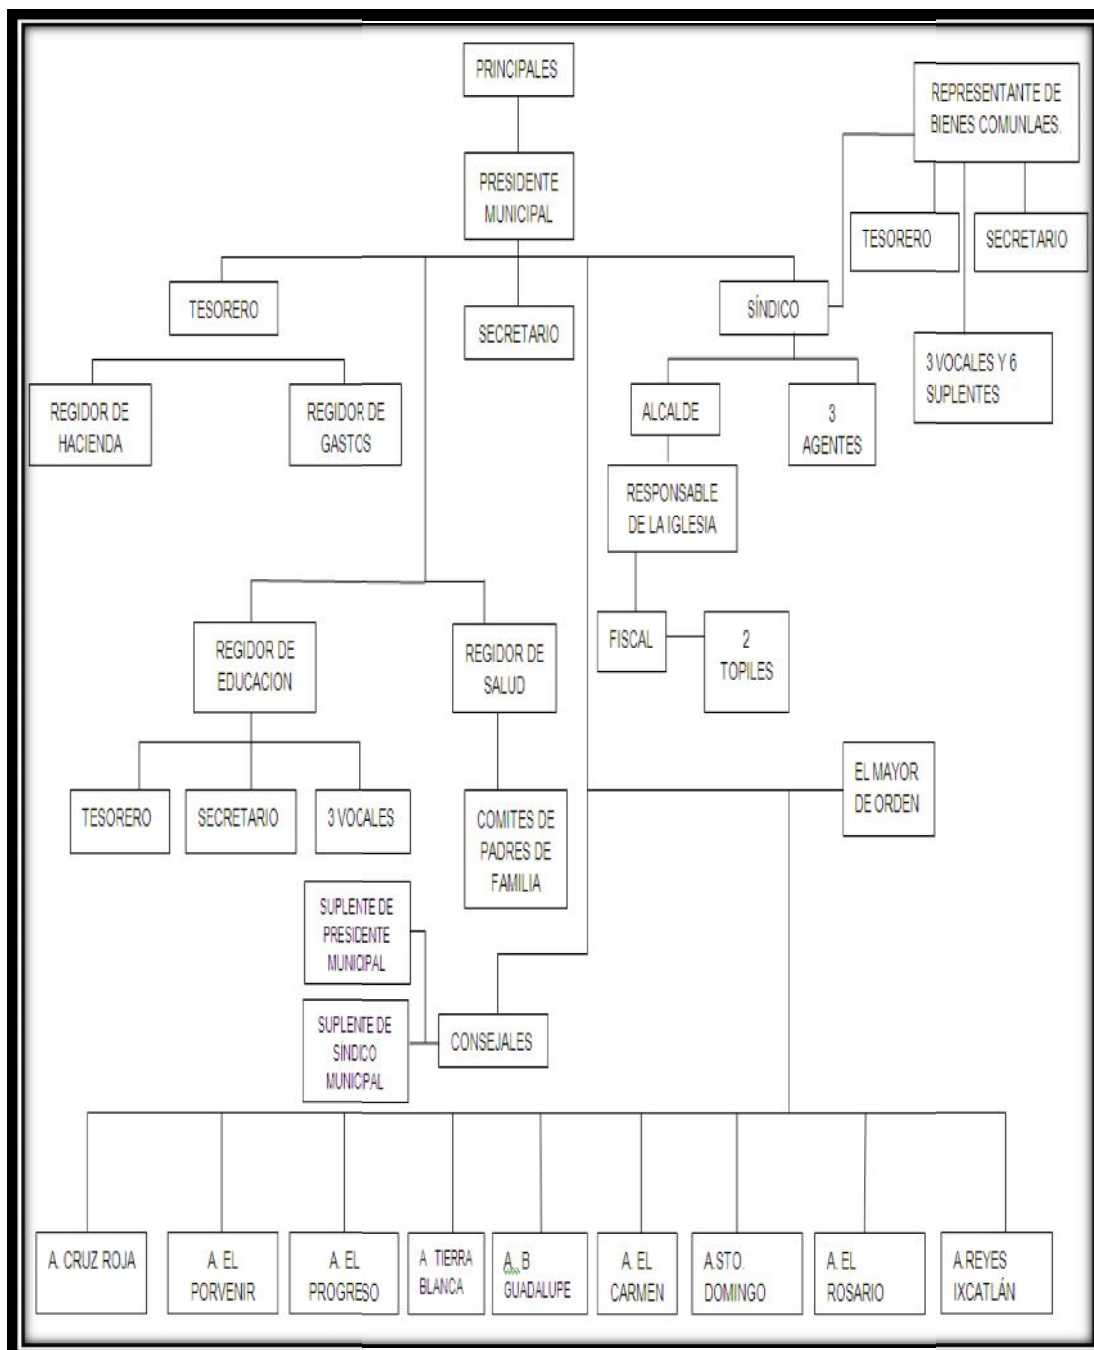 PRINCIPALES
REPRESENTANTE DE
BIENES COMUNLAES.
PRESIDENTE
MUNICIPAL
TESORERO
SECRETARIO
TESORERO
SECRETARIO
SÍNDICO
3 VOCALES Y 6
SUPLENTES
REGIDOR DE
HACIENDA
REGIDOR DE
GASTOS
ALCALDE
3
AGENTES
RESPONSABLE
DE LA IGLESIA
FISCAL
2
TOPILES
REGIDOR DE
EDUCACION
REGIDOR DE
SALUD
EL MAYOR
DE ORDEN
TESORERO
SECRETARIO
3 VOCALES
COMITES DE
PADRES DE
FAMILIA
SUPLENTE DE
PRESIDENTE
MUNICIPAL
SUPLENTE DE
SÍNDICO
MUNICIPAL
CONSEJALES
A. CRUZ ROJA
A. EL
PORVENIR
A. EL
PROGRESO
A TIERRA
BLANCA
A. B
GUADALUPE
A. EL
CARMEN
A.STO.
DOMINGO
A. EL
ROSARIO
A.REYES
IXCATLÁN